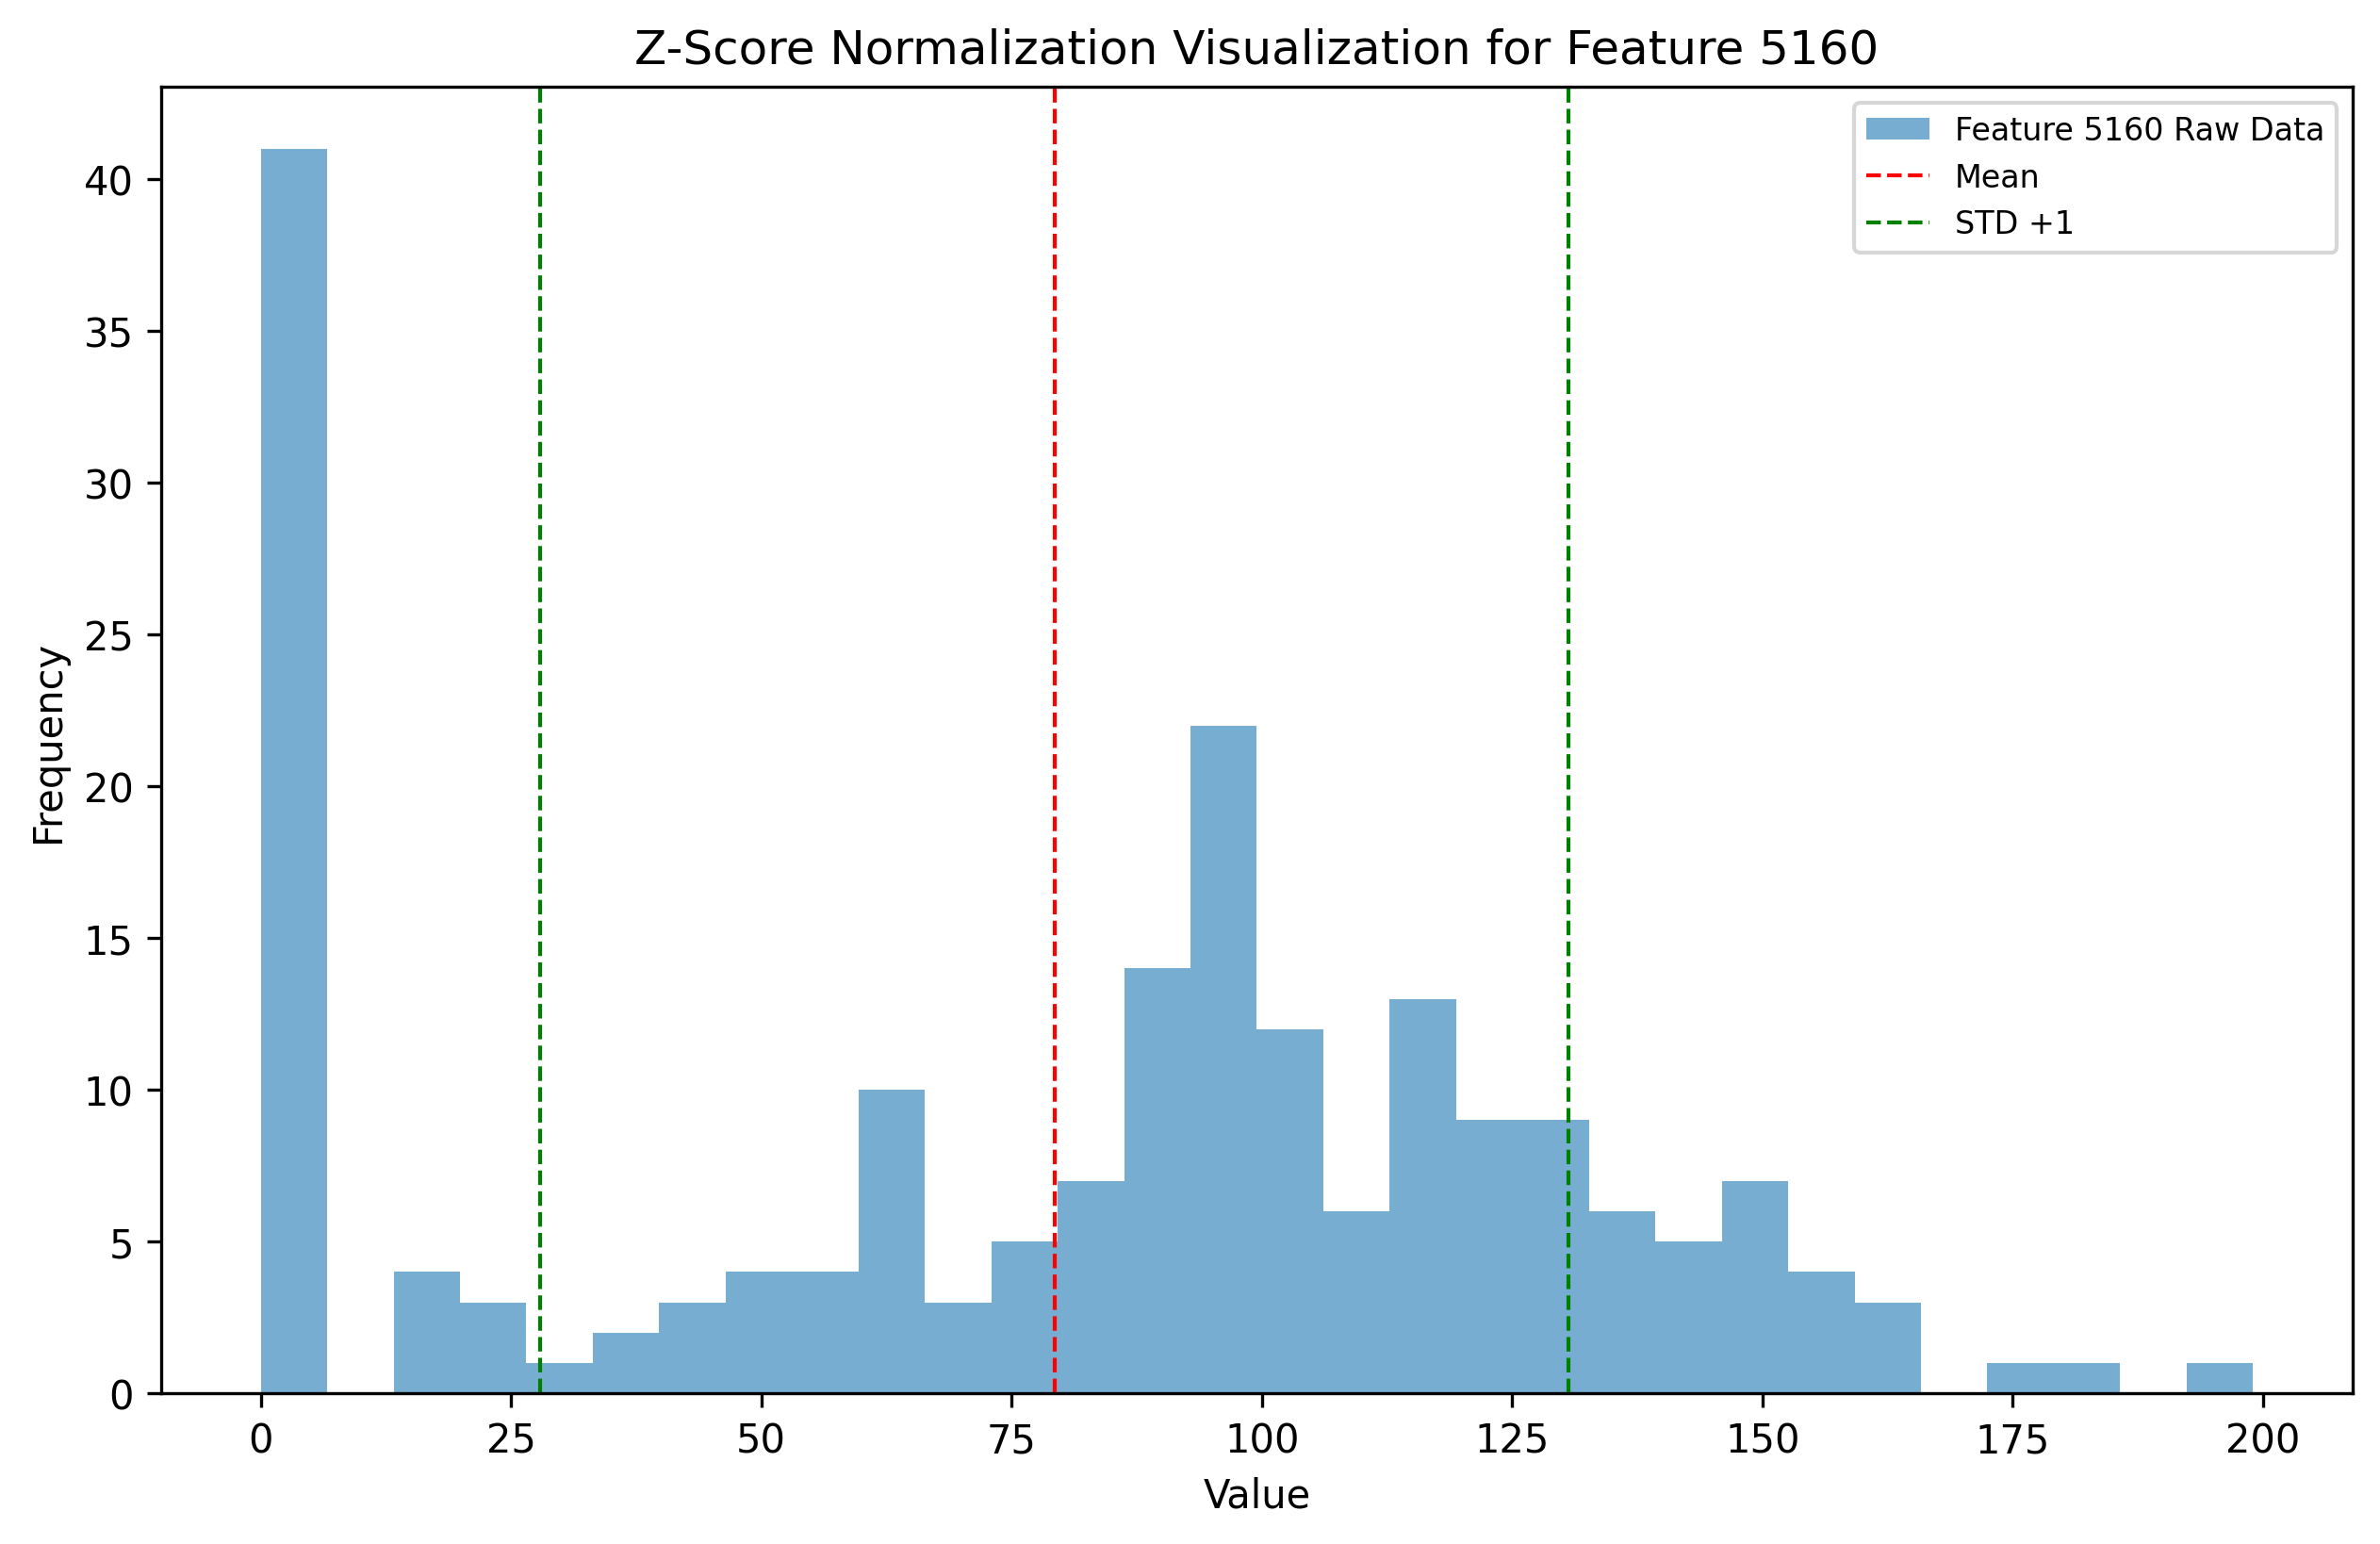 Z-Score Normalization Visualization for Feature 5160
Feature 5160 Raw Data
Mean
STD +1
Frequency
40
35
30
25
20
15
10
5
0
0 25 50 75 100 125 150 175 200
Value